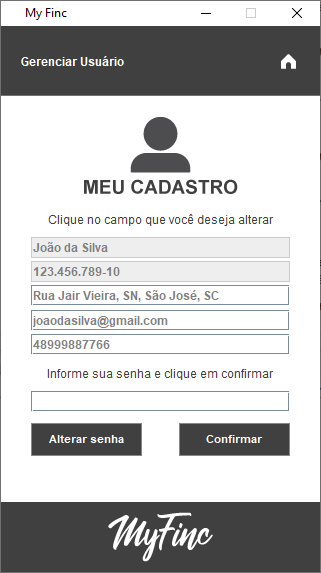 My Finc
Gerenciar Usuário
MEU CADASTRO
Clique no campo que você deseja alterar
João da Silva
123.456.789-10
Rua Jair Vieira, SN, São José, SC
joaodasilva@gmail.com
48999887766
Informe sua senha e clique em confirmar
Alterar senha
Confirmar
MyFinc